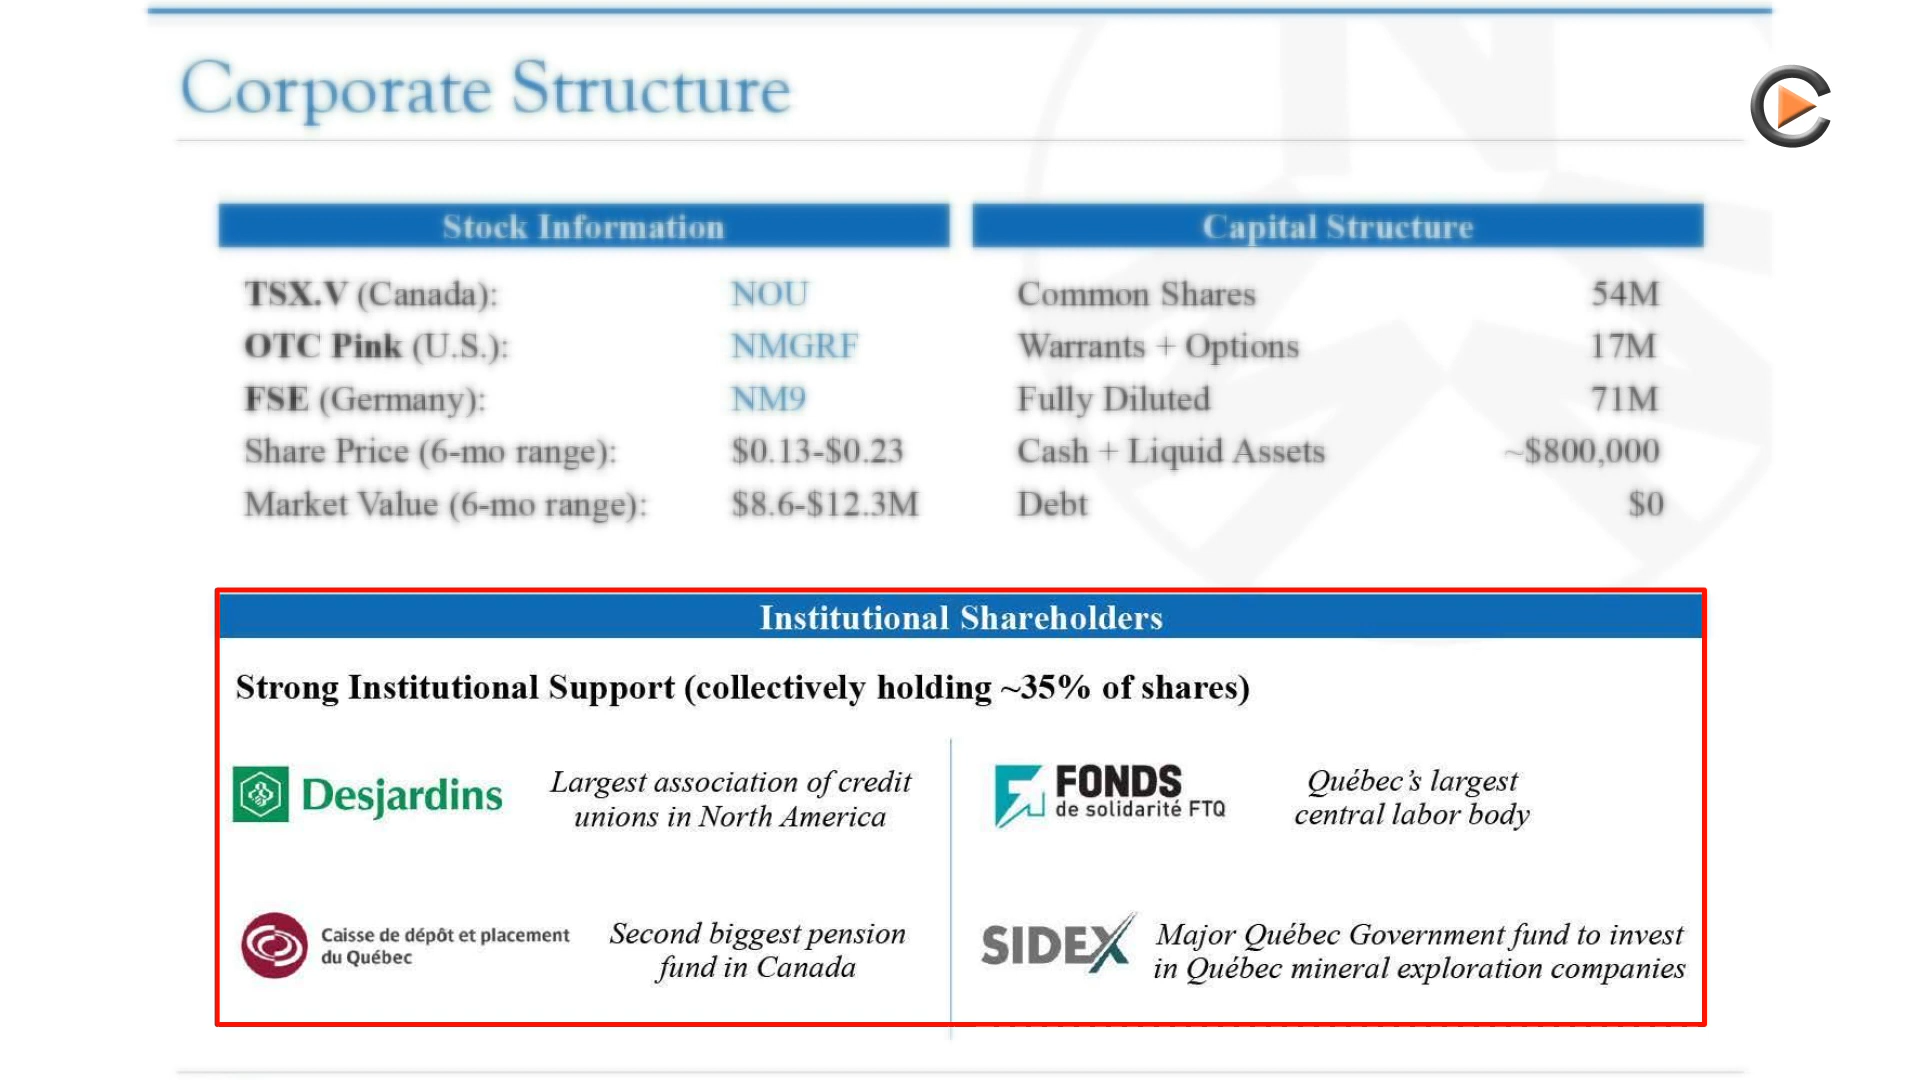 Corporate Structure
Stock Information
TSX.V (Canada): NOU
OTC Pink (U.S.): NMGRF
FSE (Germany): NM9
Share Price (6-mo range): $0.13-$0.23
Market Value (6-mo range): $8.6-$12.3M
Capital Structure
Common Shares 54M
Warrants + Options 17M
Fully Diluted 71M
Cash + Liquid Assets ~$800,000
Debt $0
Institutional Shareholders
Strong Institutional Support (collectively holding ~35% of shares)
Desjardins
Largest association of credit
unions in North America
FONDS
de solidarité FTQ
Québec’s largest
central labor body
Caisse de dépôt et placement
du Québec
Second biggest pension
fund in Canada
SIDEX
Major Québec Government fund to invest
in Québec mineral exploration companies